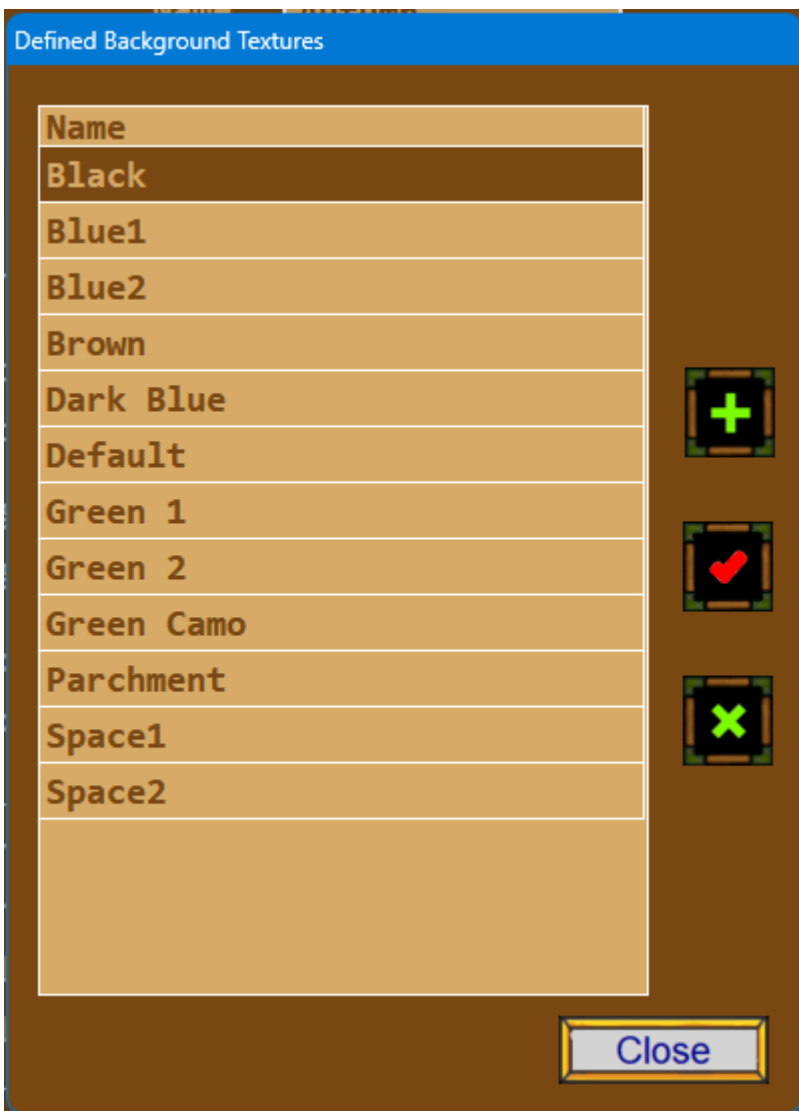 Defined Background Textures
Name
Black
Blue1
Blue2
Brown
Dark Blue
Default
Green 1
Green 2
Green Camo
Parchment
Space1
Space2
Close